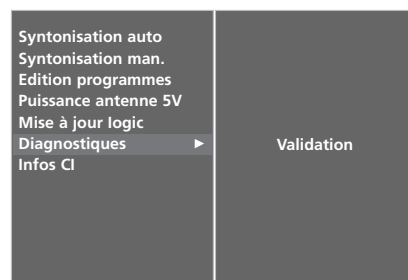 Syntonisation auto
Syntonisation man.
Edition programmes
Puissance antenne 5V
Mise à jour logic
Diagnostiques ►
Infos CI
Validation